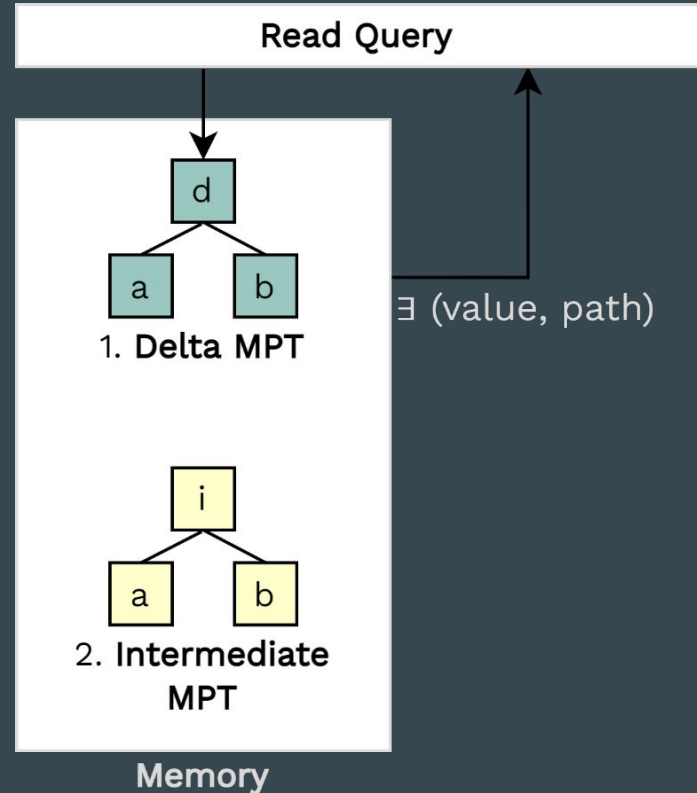 Read Query
d
a b
1. Delta MPT
∃ (value, path)
i
a b
2. Intermediate
MPT
Memory